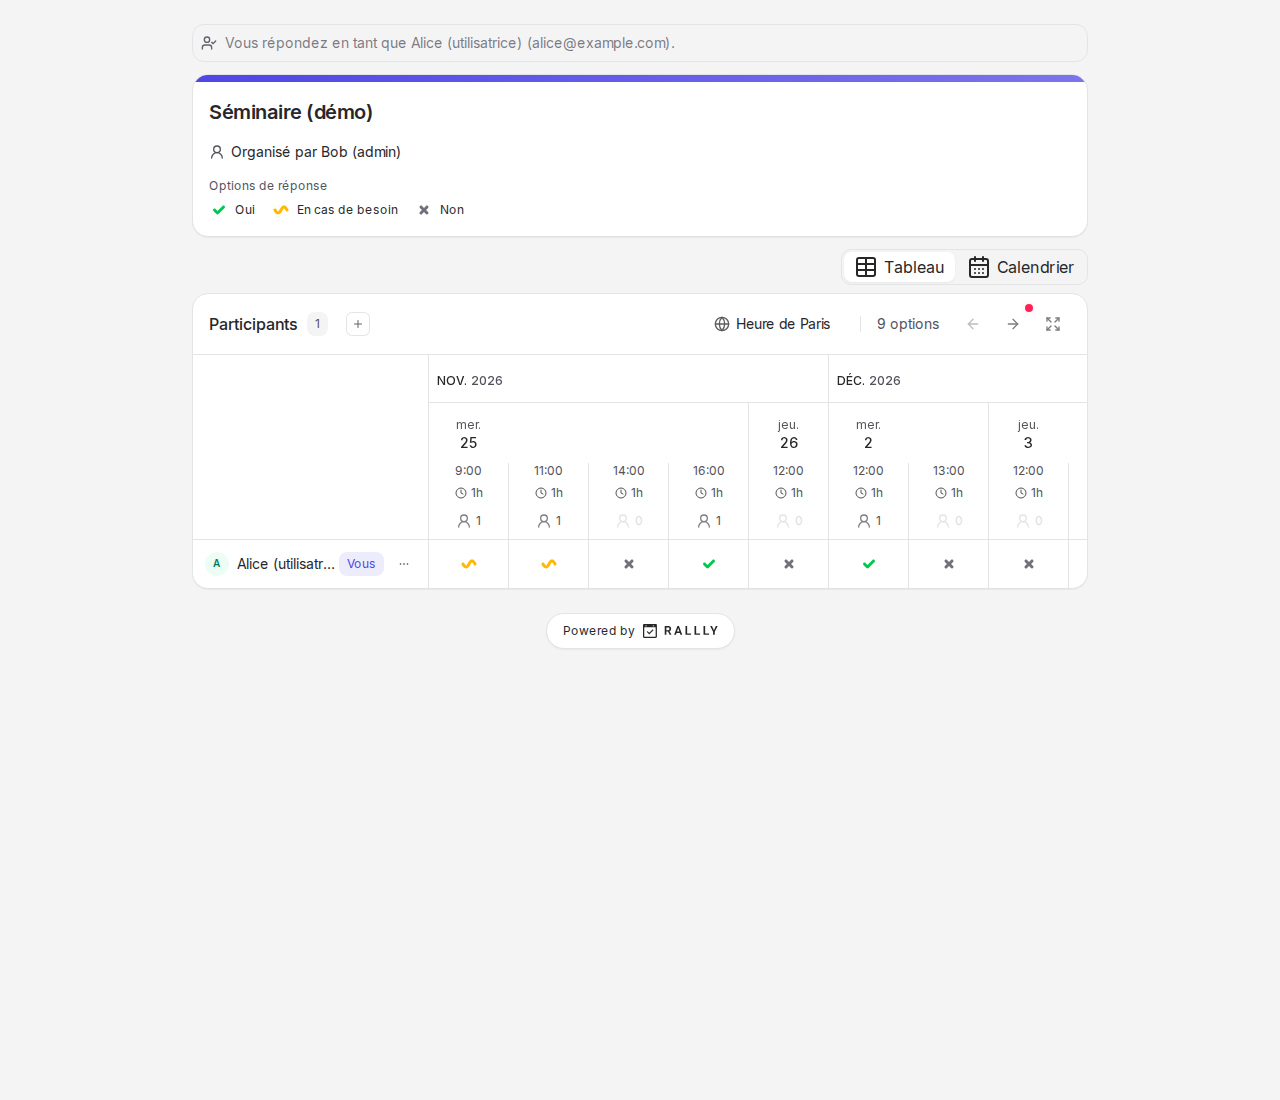 Vous répondez en tant que Alice (utilisatrice) (alice@example.com).
Séminaire (démo)
Organisé par Bob (admin)
Options de réponse
Oui En cas de besoin Non
Tableau Calendrier
Participants 1 Heure de Paris 9 options
NOV. 2026 DÉC. 2026
mer. jeu. mer. jeu.
25 26 2 3
9:00 11:00 14:00 16:00 12:00 12:00 13:00 12:00
1h 1h 1h 1h 1h 1h 1h 1h
1 1 0 1 0 1 0 0
A Alice (utilisatr... Vous
Powered by RALLLY